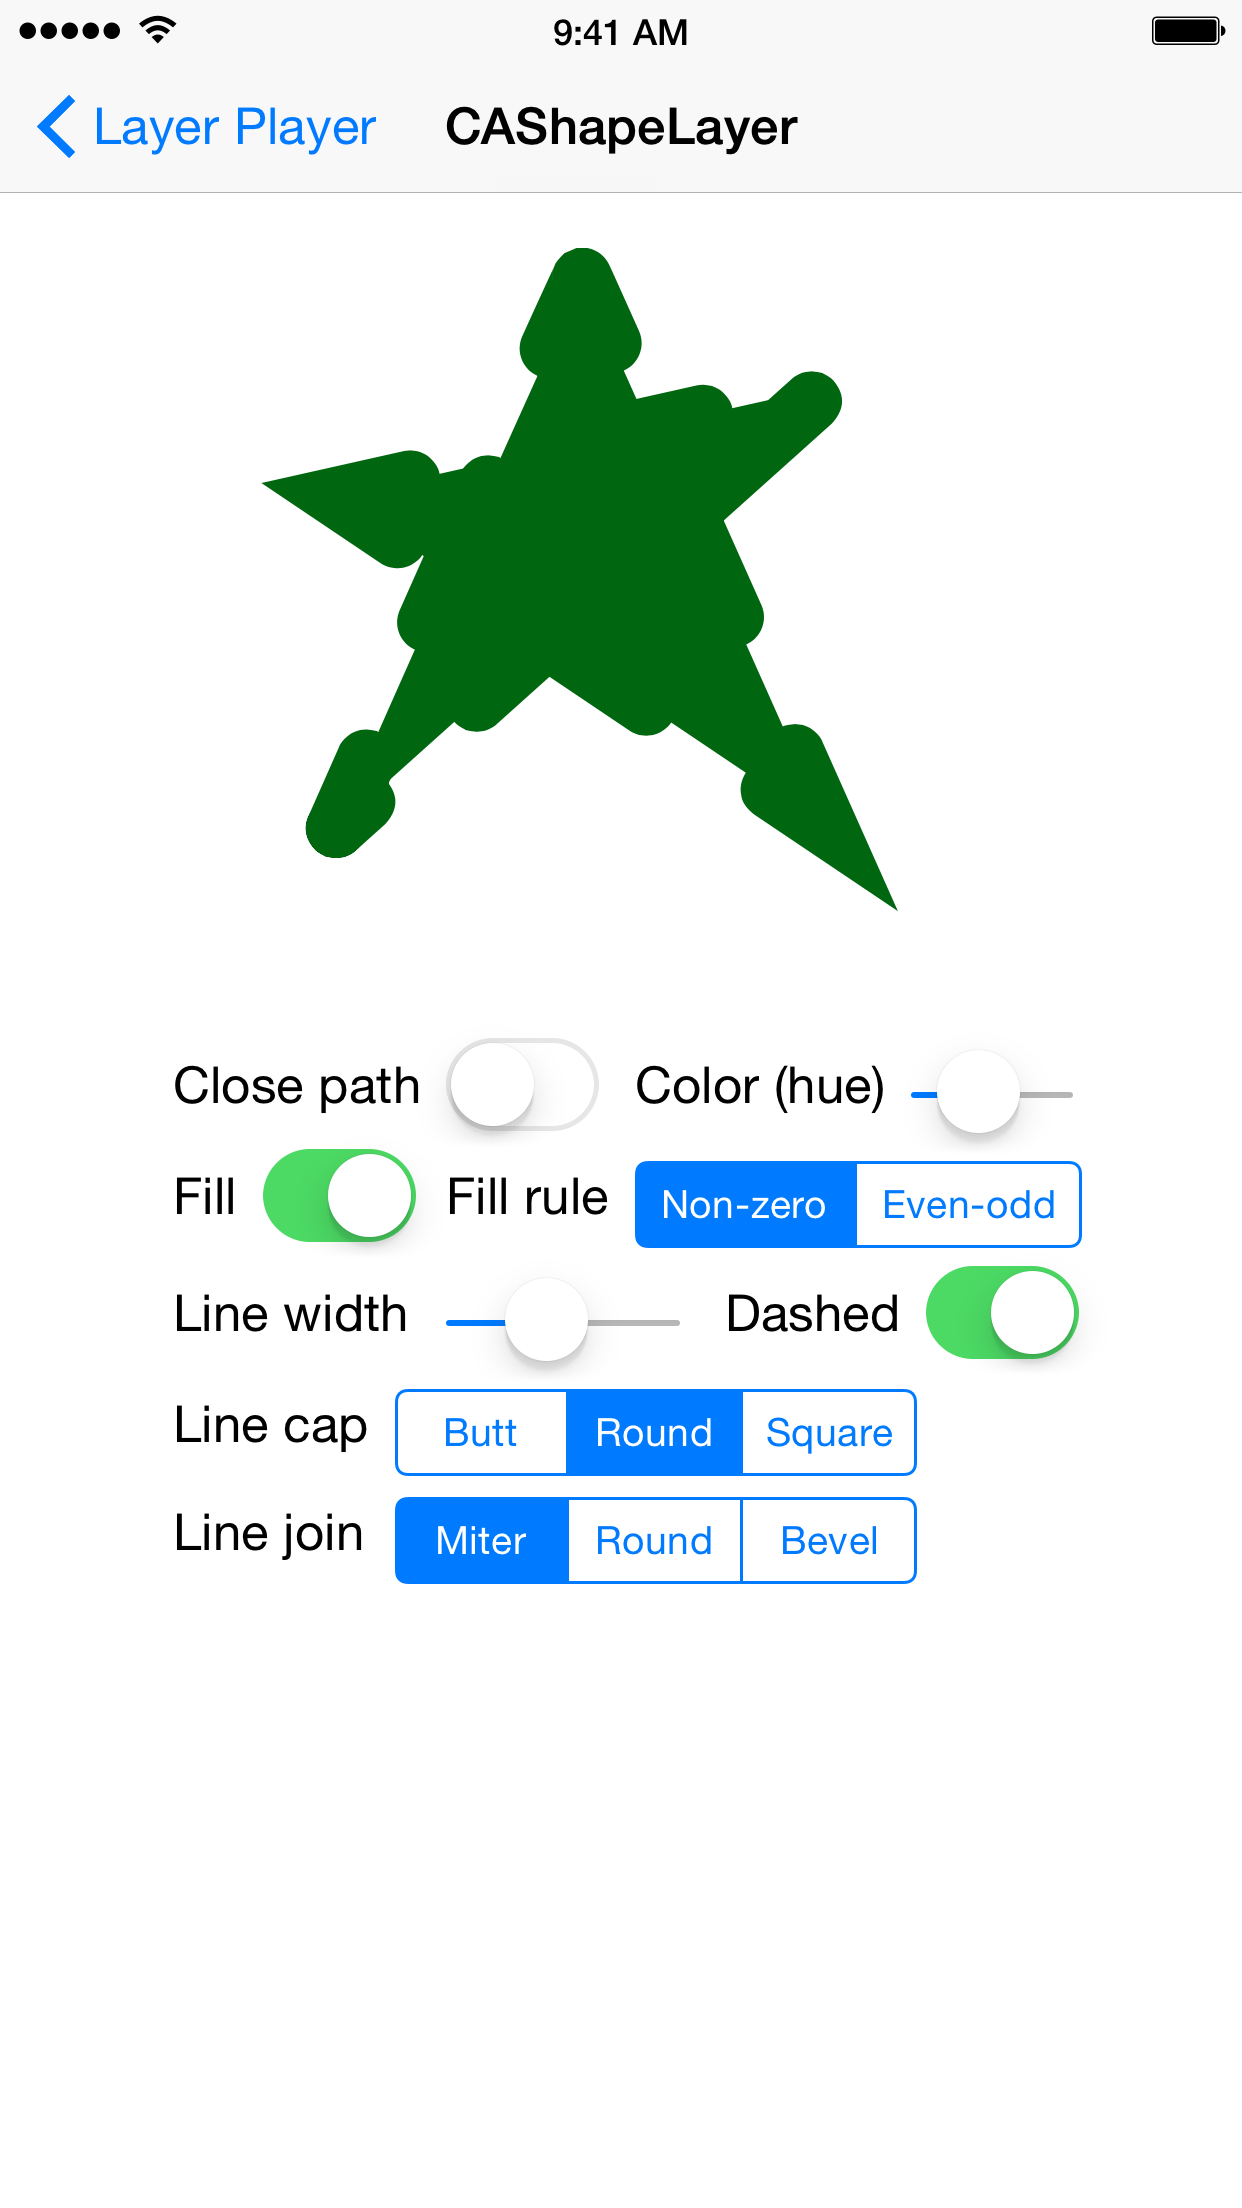 9:41 AM
Layer Player CAShapeLayer
Close path Color (hue)
Fill Fill rule Non-zero Even-odd
Line width Dashed
Line cap Butt Round Square
Line join Miter Round Bevel